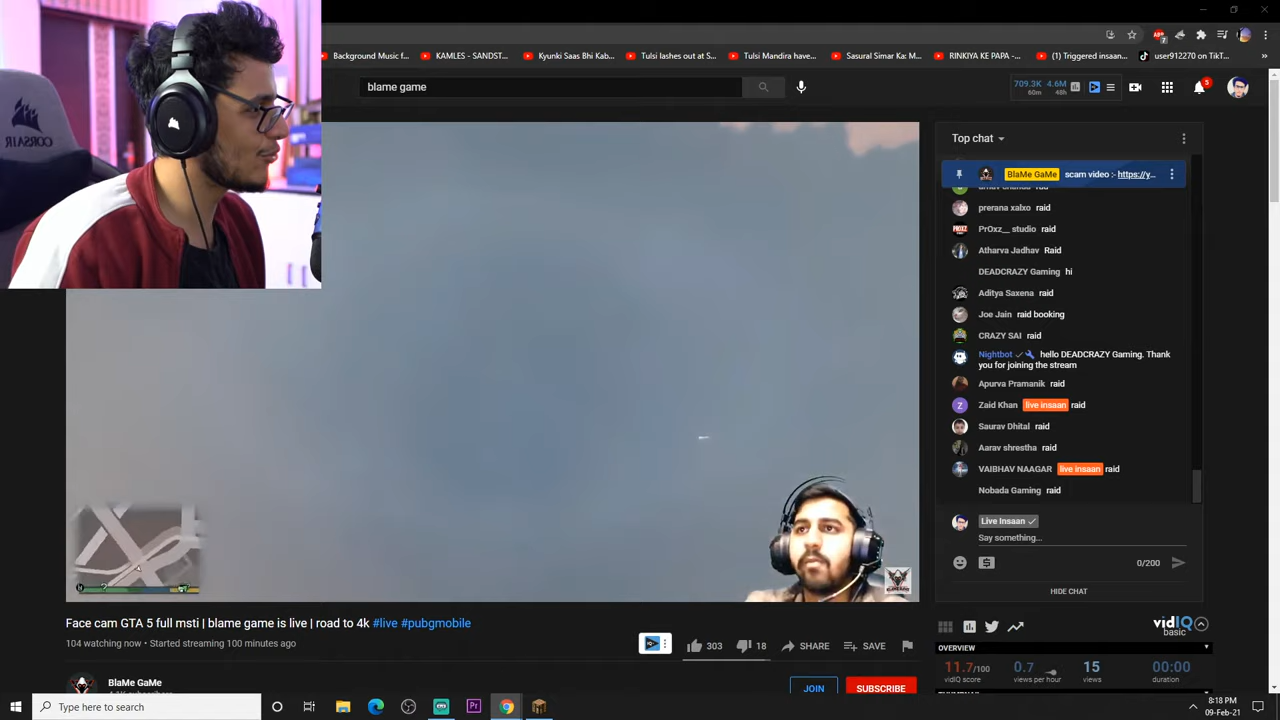 CORSAIR
Background Music f...
KAMLES - SANDST...
Kyunki Saas Bhi Kab...
Tulsi lashes out at S...
Tulsi Mandira have...
Sasural Simar Ka: M...
RINKIYA KE PAPA -...
(1) Triggered insaan...
user912270 on TikT...
»
blame game
709.3K 4.6M
60m 48h
5
Top chat
BlaMe GaMe scam video :- https://y...
prerana xalxo raid
PrOxz__ studio raid
Atharva Jadhav Raid
DEADCRAZY Gaming hi
Aditya Saxena raid
Joe Jain raid booking
CRAZY SAI raid
Nightbot hello DEADCRAZY Gaming. Thank
you for joining the stream
Apurva Pramanik raid
Z Zaid Khan live insaan raid
Saurav Dhital raid
Aarav shrestha raid
VAIBHAV NAAGAR live insaan raid
Nobada Gaming raid
Live Insaan
Say something...
0/200
HIDE CHAT
Face cam GTA 5 full msti | blame game is live | road to 4k #live #pubgmobile
104 watching now • Started streaming 100 minutes ago
303
18
SHARE
SAVE
vidIQ
basic
OVERVIEW
11.7/100
vidIQ score
0.7
views per hour
15
views
00:00
duration
BlaMe GaMe
JOIN
SUBSCRIBE
Type here to search
8:18 PM
09-Feb-21